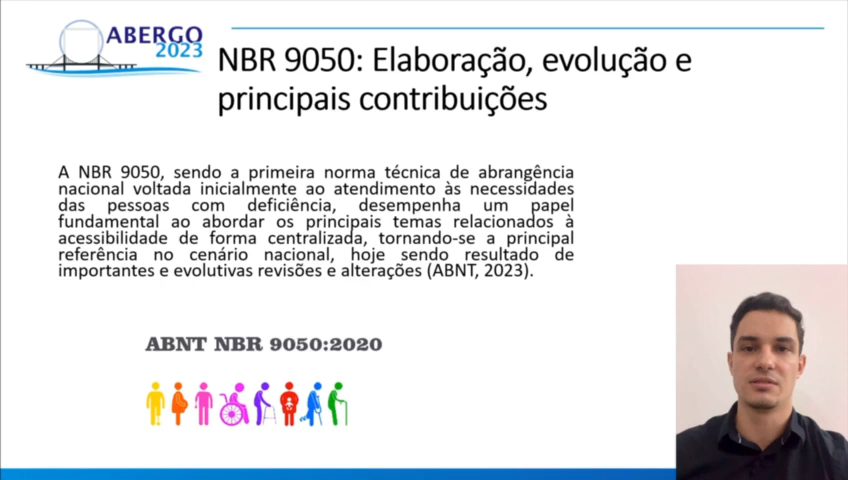 ABERGO
2023
NBR 9050: Elaboração, evolução e
principais contribuições
A NBR 9050, sendo a primeira norma técnica de abrangência
nacional voltada inicialmente ao atendimento às necessidades
das pessoas com deficiência, desempenha um papel
fundamental ao abordar os principais temas relacionados à
acessibilidade de forma centralizada, tornando-se a principal
referência no cenário nacional, hoje sendo resultado de
importantes e evolutivas revisões e alterações (ABNT, 2023).
ABNT NBR 9050:2020